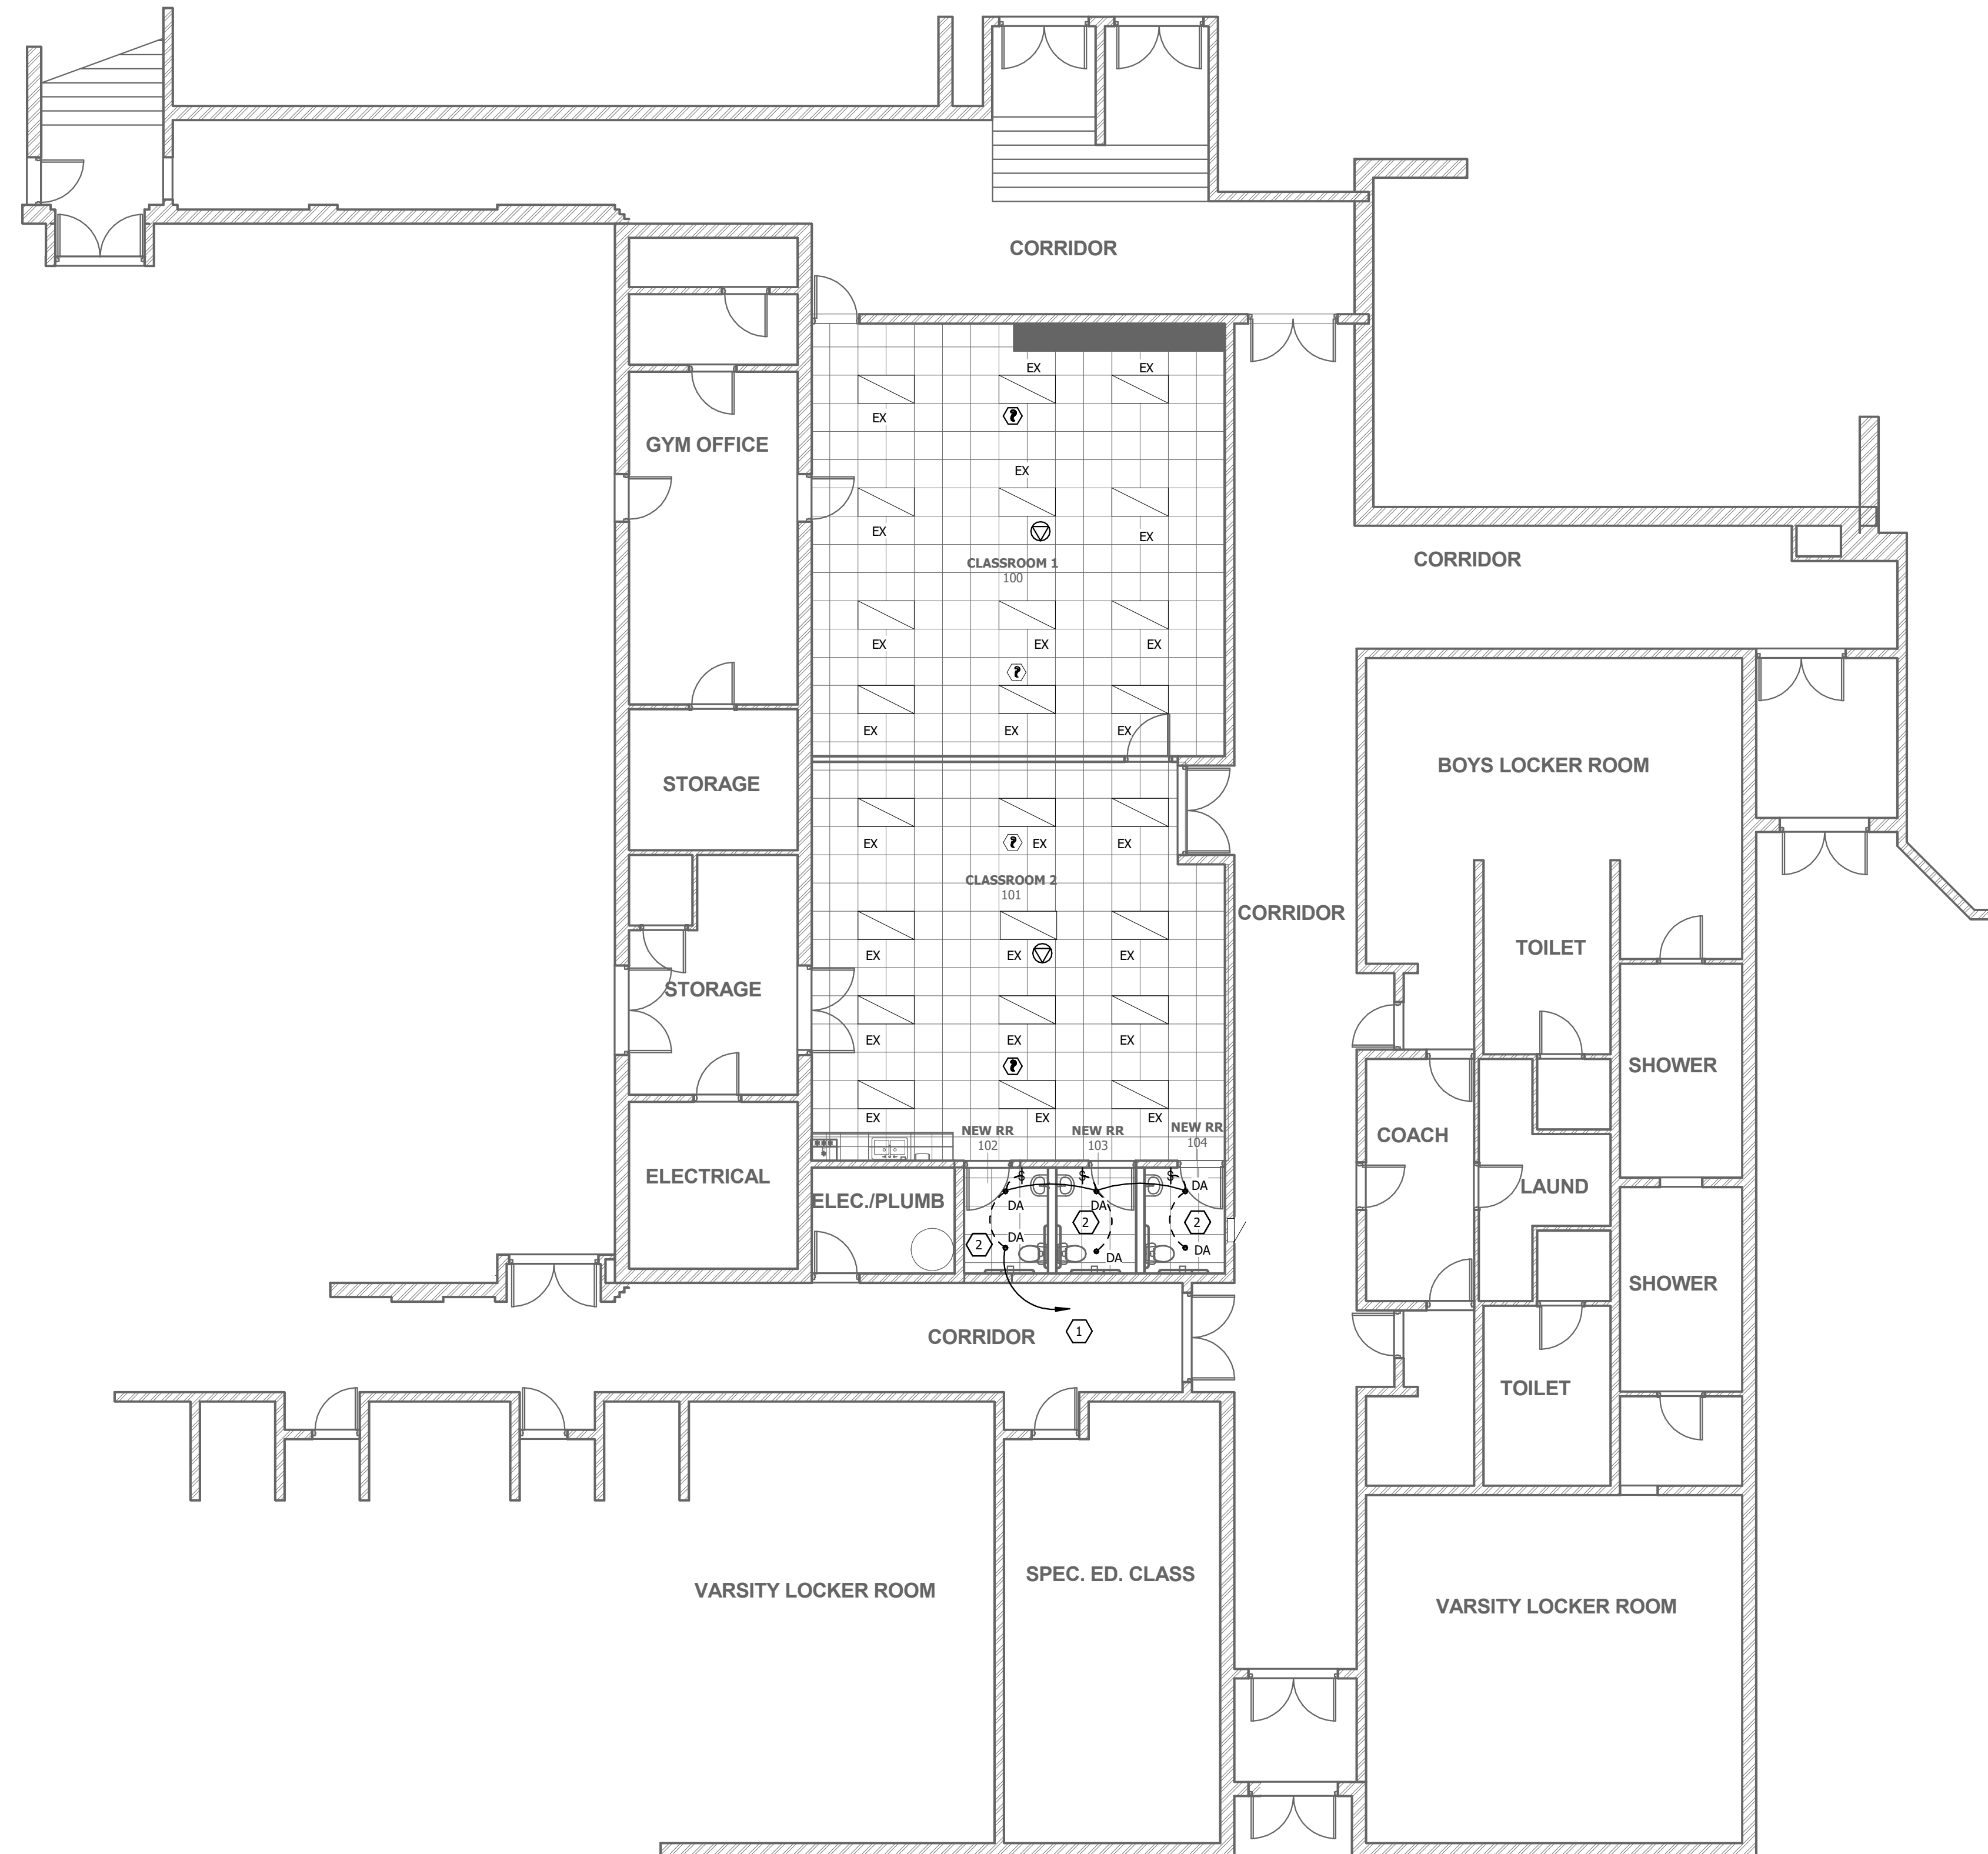 CORRIDOR
EX
EX
EX
GYM OFFICE
EX
EX
EX
CLASSROOM 1
100
CORRIDOR
EX
EX
EX
EX
EX
EX
BOYS LOCKER ROOM
STORAGE
EX
EX
EX
CLASSROOM 2
101
CORRIDOR
TOILET
EX
EX
EX
STORAGE
EX
EX
EX
SHOWER
EX
EX
EX
NEW RR
102
NEW RR
103
NEW RR
104
COACH
ELECTRICAL
$
$
$
DA
LAUND
ELEC./PLUMB
DA
DA
2
2
2
DA
DA
DA
SHOWER
CORRIDOR
1
TOILET
SPEC. ED. CLASS
VARSITY LOCKER ROOM
VARSITY LOCKER ROOM